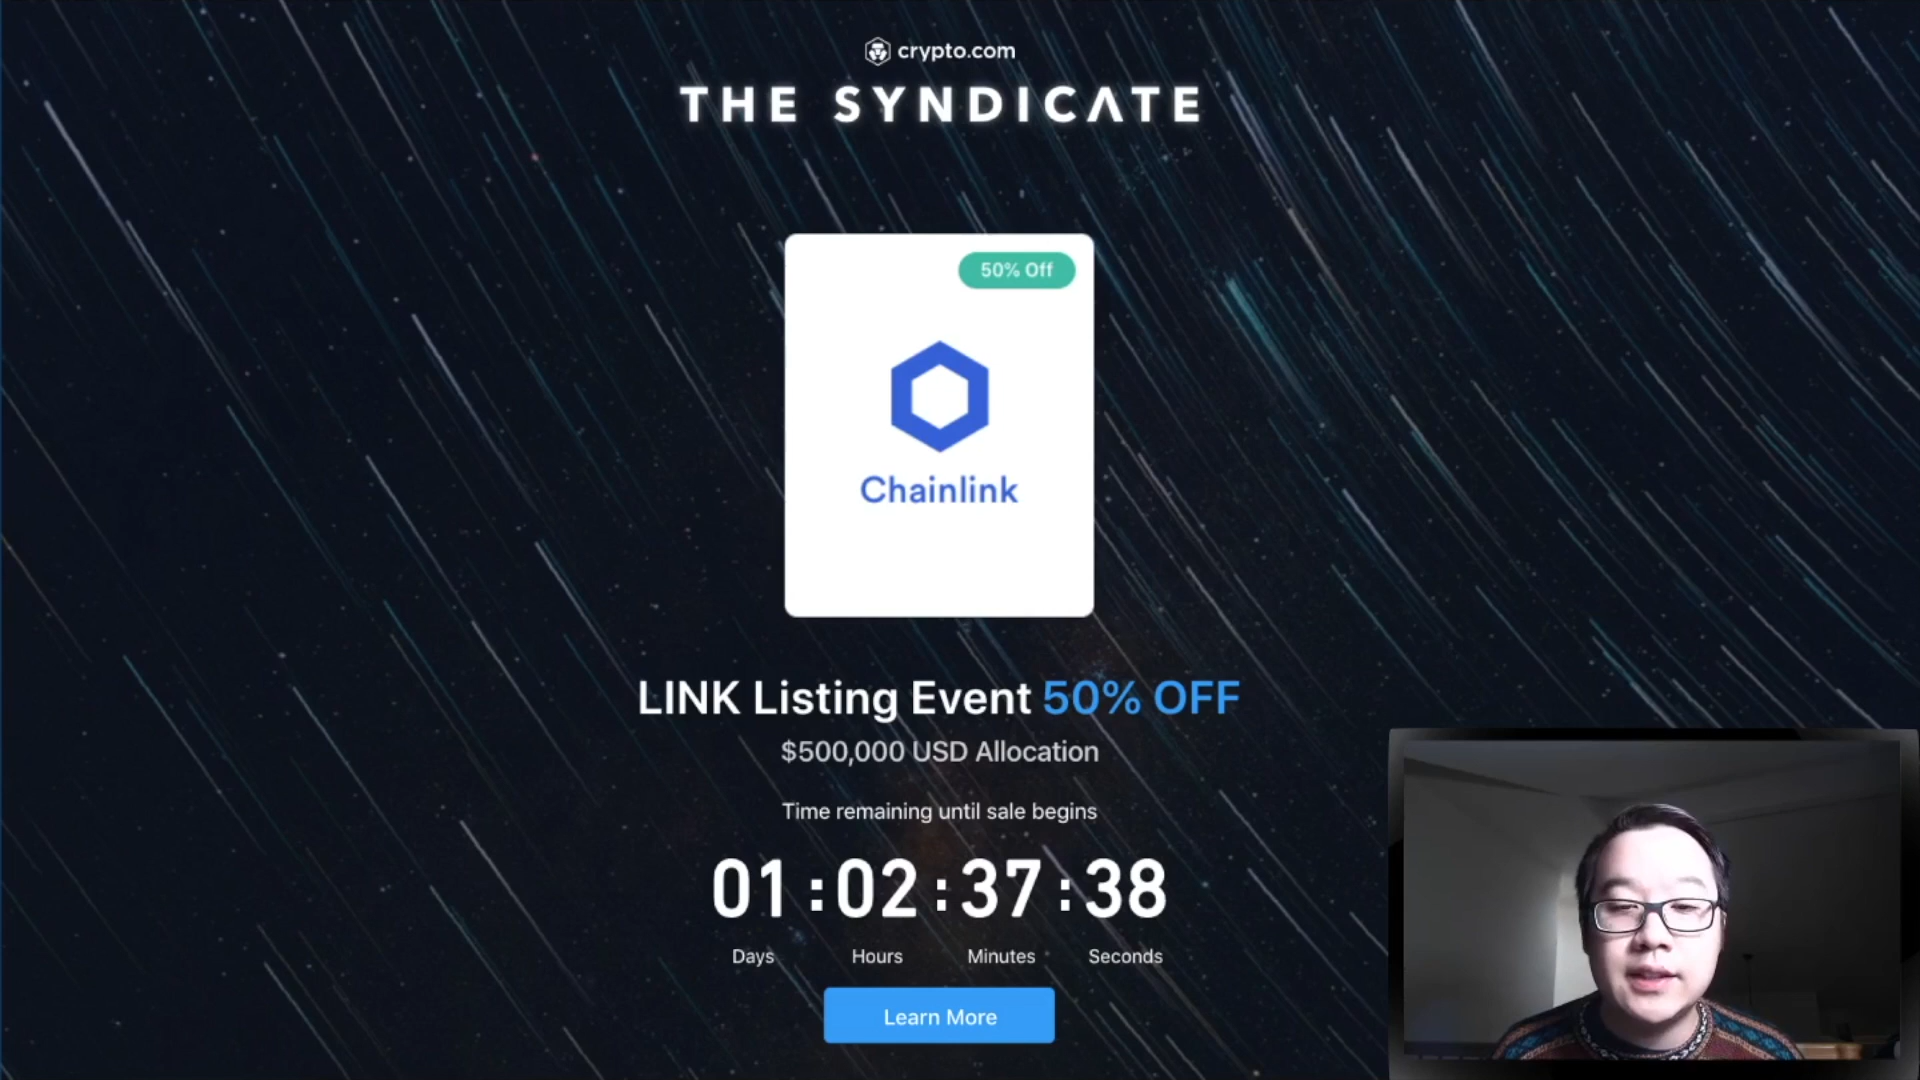 crypto.com
THE SYNDICATE
50% Off
Chainlink
LINK Listing Event 50% OFF
$500,000 USD Allocation
Time remaining until sale begins
01 : 02 : 37 : 38
Days Hours Minutes Seconds
Learn More